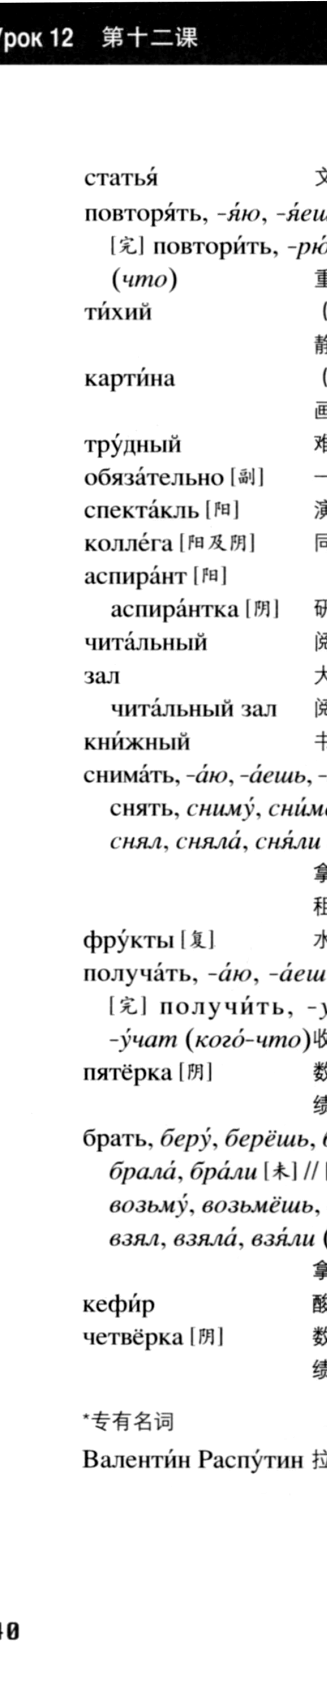 Урок 12 第十二课
статья́
повторя́ть, -я́ю, -я́еш
[完] повтори́ть, -рю́
(что) 重
ти́хий (
静
карти́на (
画
тру́дный 难
обяза́тельно [副] 一
спекта́кль [阳] 演
колле́га [阳及阴] 同
аспира́нт [阳]
аспира́нтка [阴] 研
чита́льный 阅
зал 大
чита́льный зал 阅
кни́жный 书
снима́ть, -а́ю, -а́ешь, -
снять, сниму́, сни́м
снял, сняла́, сня́ли
拿
租
фру́кты [复] 水
получа́ть, -а́ю, -а́еш
[完] получи́ть, -у
-у́чат (кого́-что) 收
пятёрка [阴] 数
绩
брать, беру́, берёшь,
брала́, бра́ли [未] // [
возьму́, возьмёшь,
взял, взяла́, взя́ли (
拿
кефи́р 酸
четвёрка [阴] 数
绩
*专有名词
Валенти́н Распу́тин 拉
40